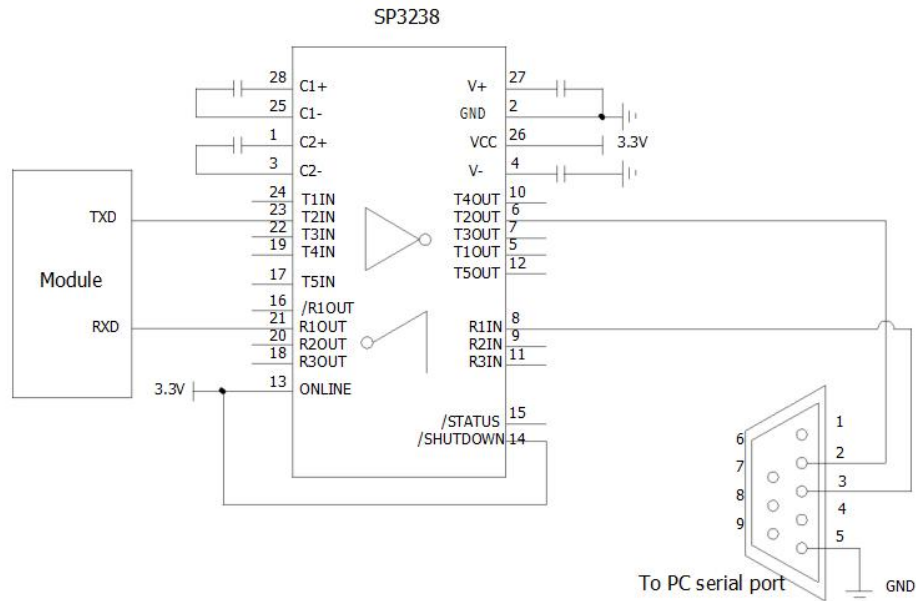 SP3238
28 C1+ V+ 27
25 C1- GND 2
1 C2+ VCC 26 3.3V
3 C2- V- 4
24 T1IN T4OUT 10
TXD 23 T2IN T2OUT 6
22 T3IN T3OUT 7
19 T4IN T1OUT 5
17 T5IN T5OUT 12
Module
16 /R1OUT
RXD 21 R1OUT R1IN 8
20 R2OUT R2IN 9
18 R3OUT R3IN 11
3.3V 13 ONLINE
/STATUS 15
/SHUTDOWN 14
1
6
2
7
3
8
4
9
5
To PC serial port
GND